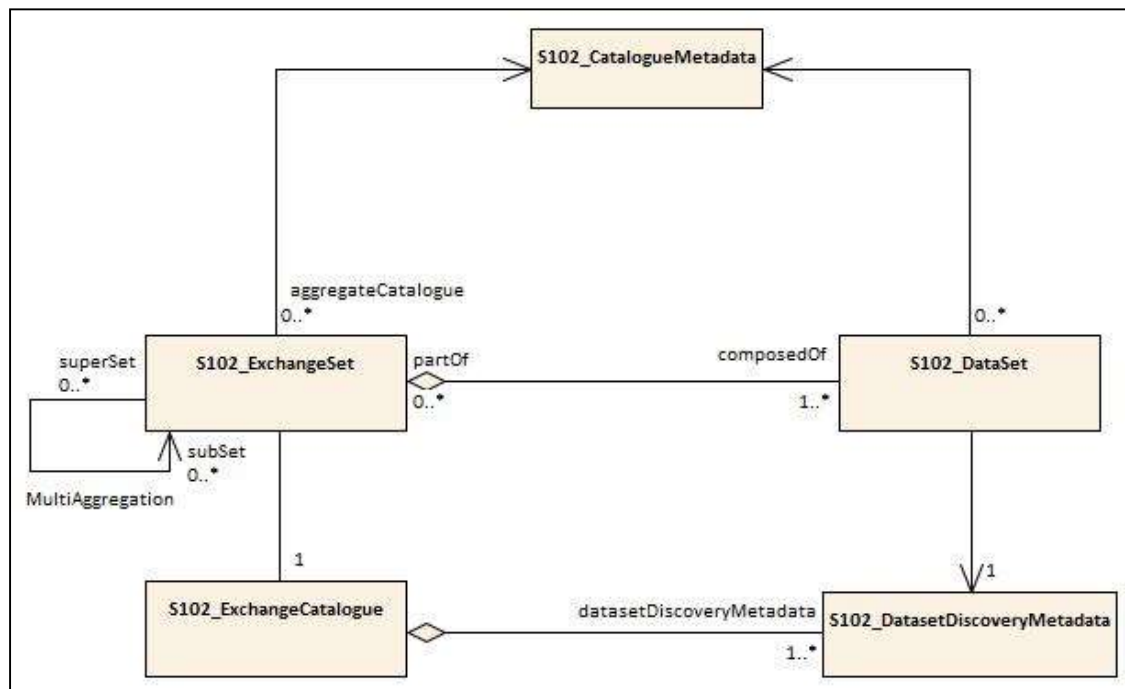 S102_CatalogueMetadata
aggregateCatalogue
0..*
0..*
superSet
0..*
S102_ExchangeSet
partOf
0..*
composedOf
1..*
S102_DataSet
subSet
0..*
MultiAggregation
1
1
S102_ExchangeCatalogue
datasetDiscoveryMetadata
1..*
S102_DatasetDiscoveryMetadata